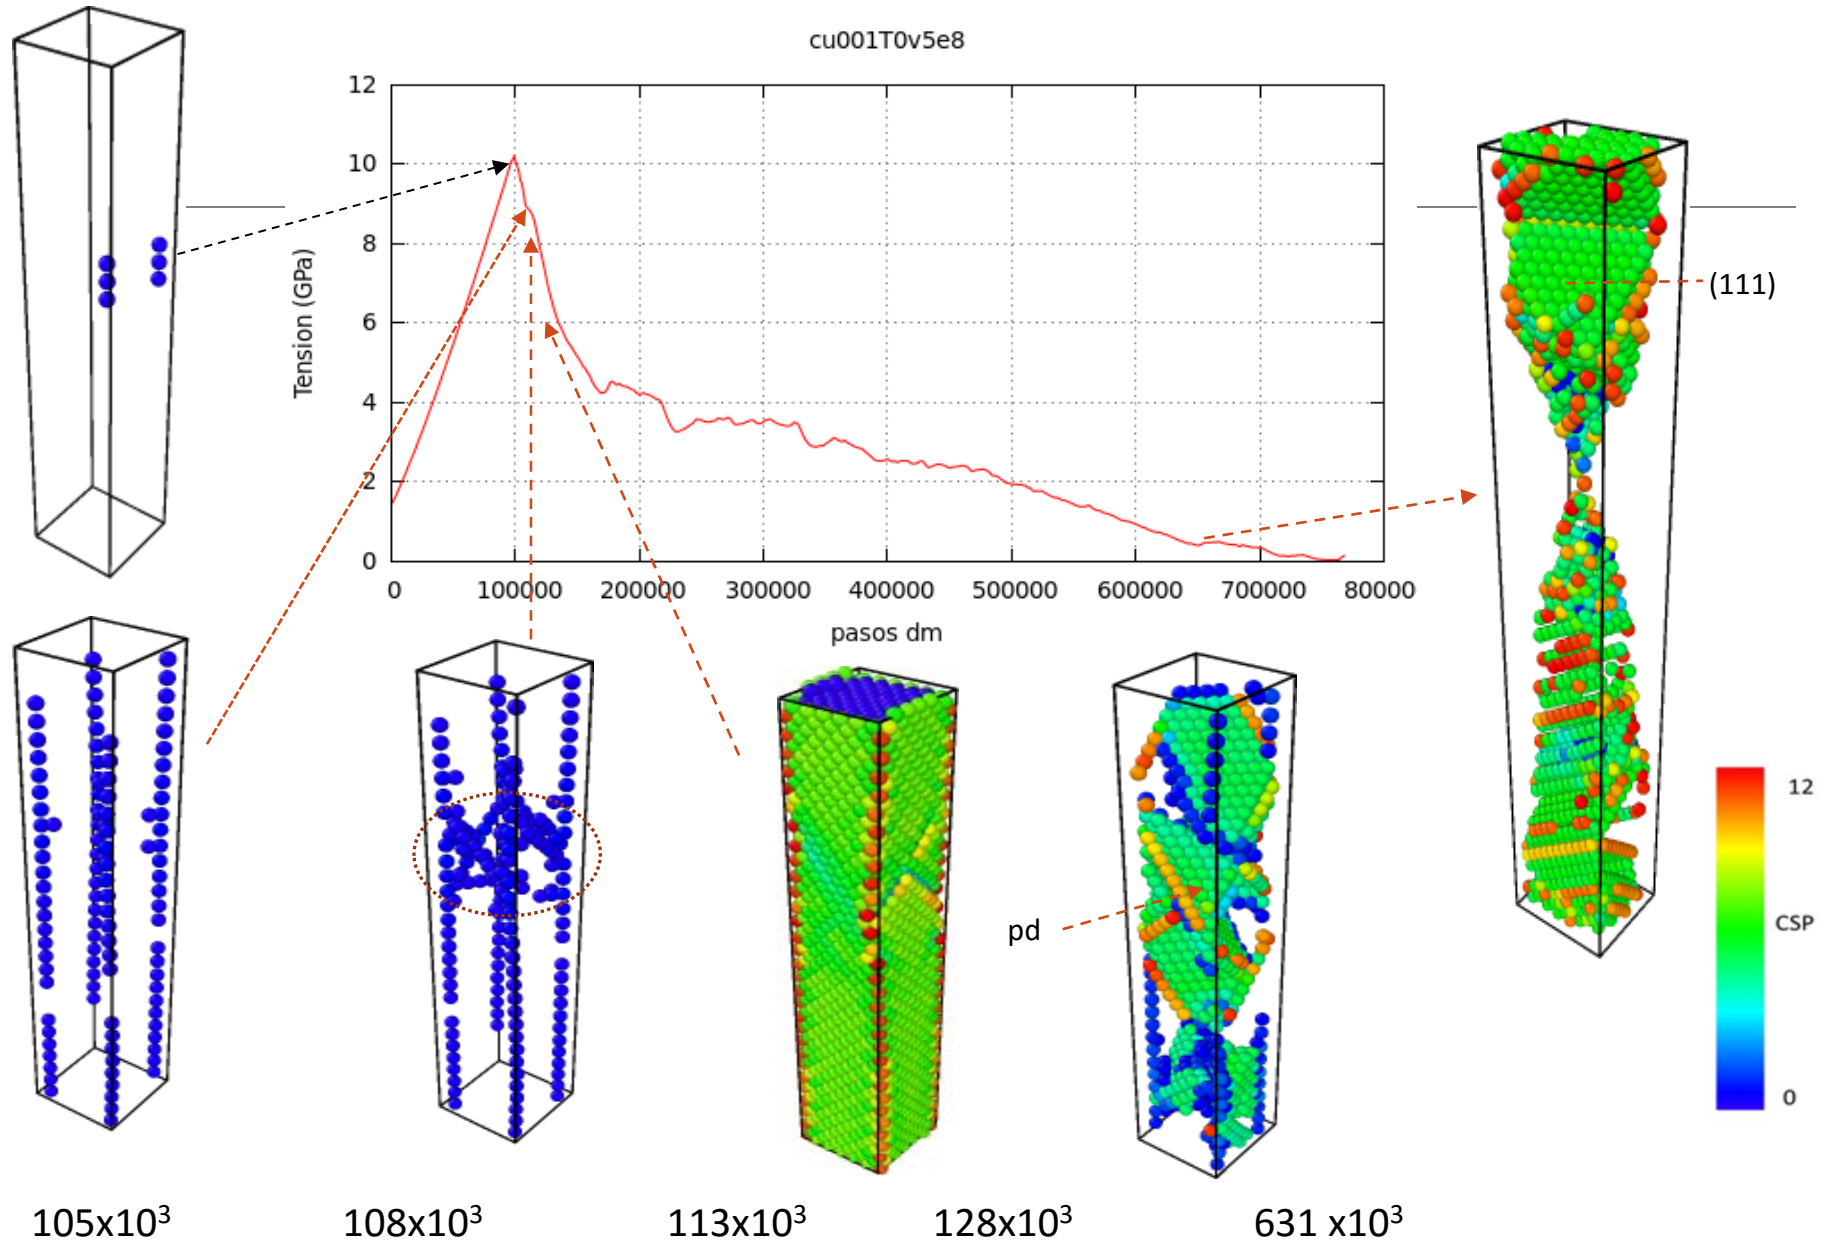 cu001T0v5e8
12
10
8
6
4
2
0
Tension (GPa)
0 100000 200000 300000 400000 500000 600000 700000 80000
pasos dm
(111)
pd
12
CSP
0
105x10³ 108x10³ 113x10³ 128x10³ 631 x10³